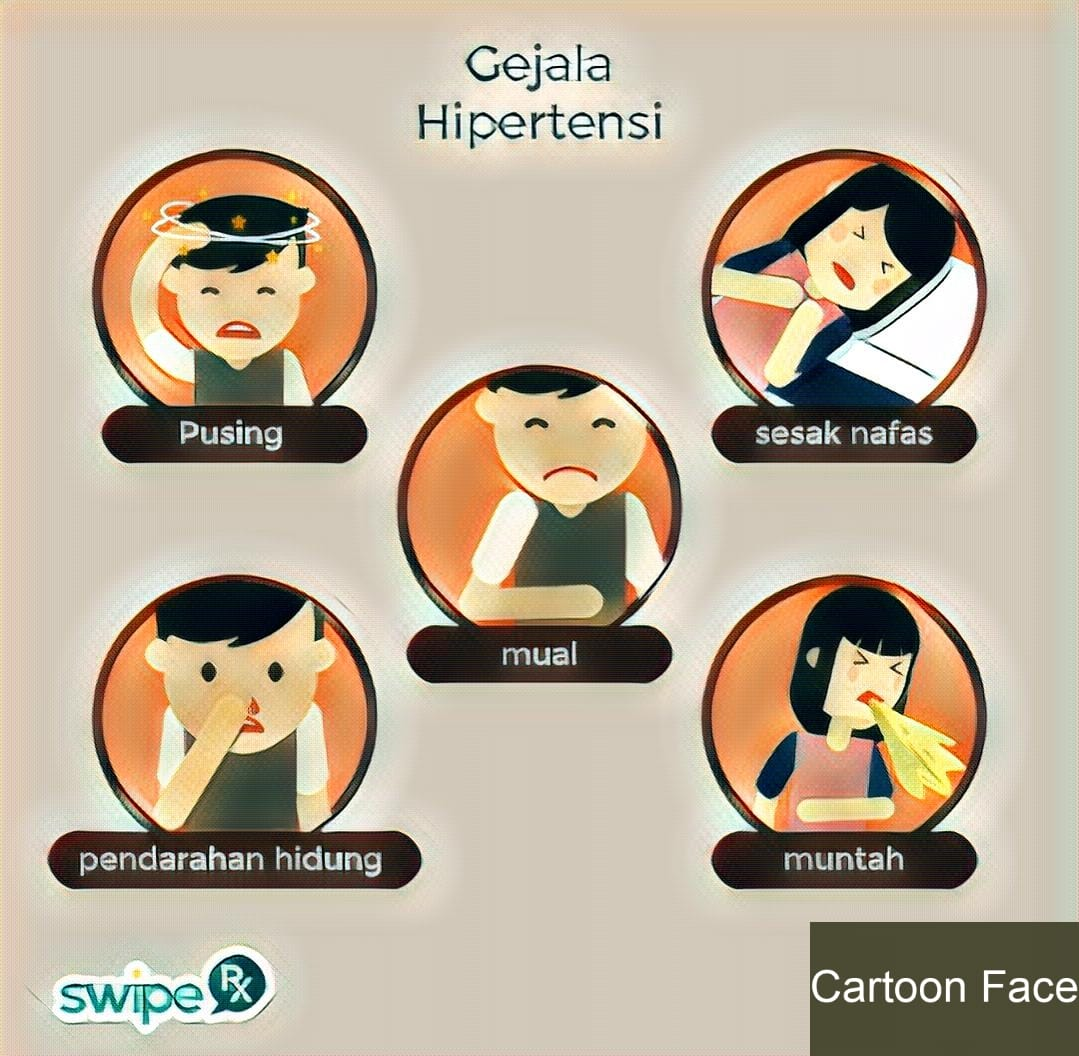 Gejala
Hipertensi
Pusing
sesak nafas
mual
pendarahan hidung
muntah
swipe Rx
Cartoon Face